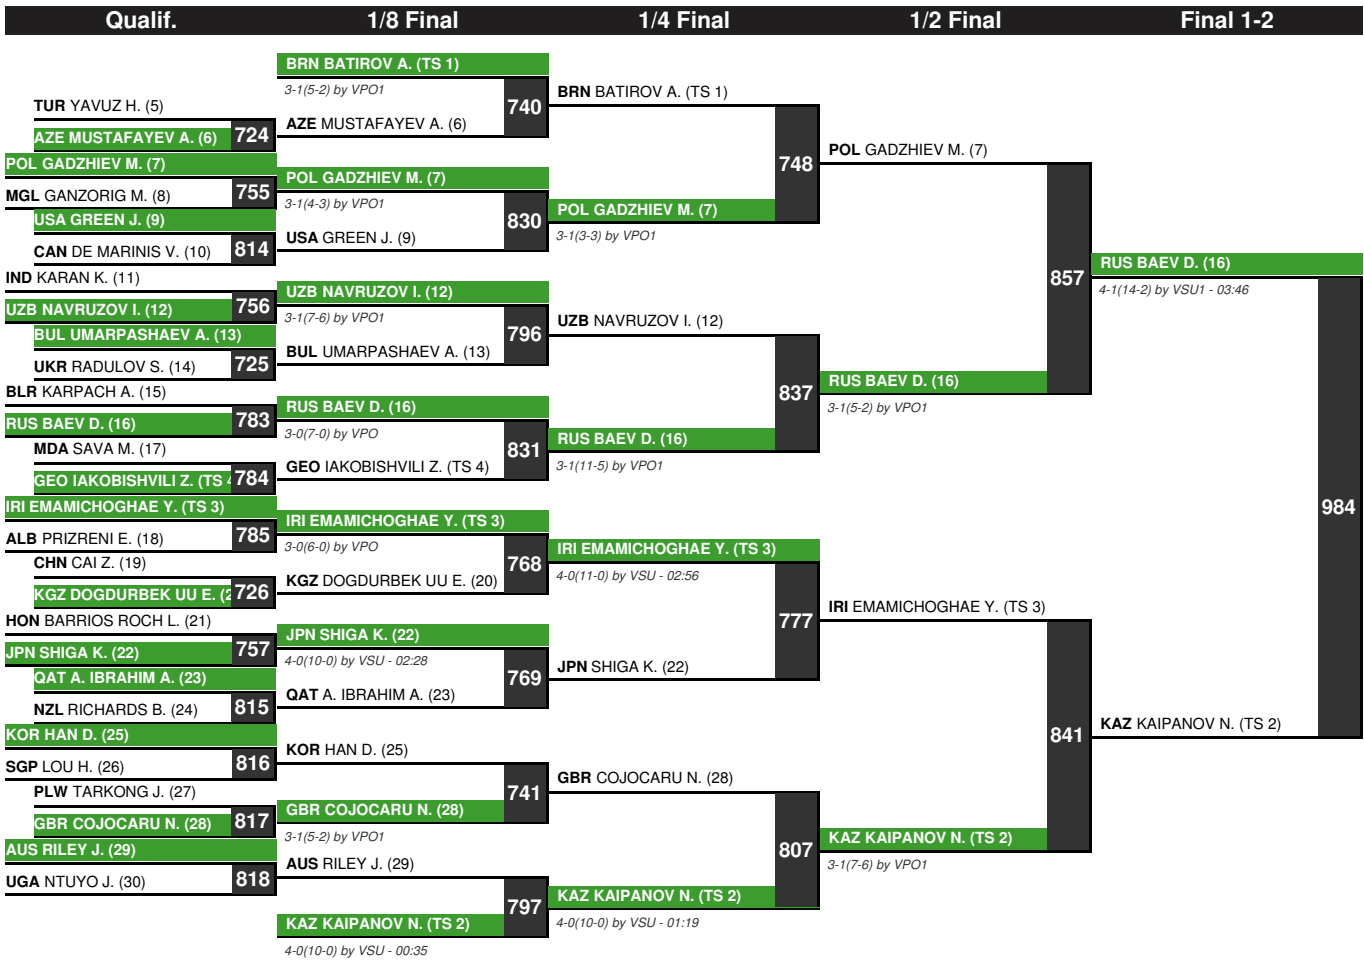 Qualif. 1/8 Final 1/4 Final 1/2 Final Final 1-2
TUR YAVUZ H. (5)
AZE MUSTAFAYEV A. (6) 724
POL GADZHIEV M. (7)
MGL GANZORIG M. (8) 755
USA GREEN J. (9)
CAN DE MARINIS V. (10) 814
IND KARAN K. (11)
UZB NAVRUZOV I. (12) 756
BUL UMARPASHAEV A. (13)
UKR RADULOV S. (14) 725
BLR KARPACH A. (15)
RUS BAEV D. (16) 783
MDA SAVA M. (17)
GEO IAKOBISHVILI Z. (TS 4 784
IRI EMAMICHOGHAE Y. (TS 3)
ALB PRIZRENI E. (18) 785
CHN CAI Z. (19)
KGZ DOGDURBEK UU E. (2 726
HON BARRIOS ROCH L. (21)
JPN SHIGA K. (22) 757
QAT A. IBRAHIM A. (23)
NZL RICHARDS B. (24) 815
KOR HAN D. (25)
SGP LOU H. (26) 816
PLW TARKONG J. (27)
GBR COJOCARU N. (28) 817
AUS RILEY J. (29)
UGA NTUYO J. (30) 818
BRN BATIROV A. (TS 1)
3-1(5-2) by VPO1
740
AZE MUSTAFAYEV A. (6)
POL GADZHIEV M. (7)
3-1(4-3) by VPO1
830
USA GREEN J. (9)
UZB NAVRUZOV I. (12)
3-1(7-6) by VPO1
796
BUL UMARPASHAEV A. (13)
RUS BAEV D. (16)
3-0(7-0) by VPO
831
GEO IAKOBISHVILI Z. (TS 4)
IRI EMAMICHOGHAE Y. (TS 3)
3-0(6-0) by VPO
768
KGZ DOGDURBEK UU E. (20)
JPN SHIGA K. (22)
4-0(10-0) by VSU - 02:28
769
QAT A. IBRAHIM A. (23)
KOR HAN D. (25)
741
GBR COJOCARU N. (28)
3-1(5-2) by VPO1
AUS RILEY J. (29)
797
KAZ KAIPANOV N. (TS 2)
4-0(10-0) by VSU - 00:35
BRN BATIROV A. (TS 1)
748
POL GADZHIEV M. (7)
3-1(3-3) by VPO1
UZB NAVRUZOV I. (12)
837
RUS BAEV D. (16)
3-1(11-5) by VPO1
IRI EMAMICHOGHAE Y. (TS 3)
4-0(11-0) by VSU - 02:56
777
JPN SHIGA K. (22)
GBR COJOCARU N. (28)
807
KAZ KAIPANOV N. (TS 2)
4-0(10-0) by VSU - 01:19
POL GADZHIEV M. (7)
857
RUS BAEV D. (16)
3-1(5-2) by VPO1
IRI EMAMICHOGHAE Y. (TS 3)
841
KAZ KAIPANOV N. (TS 2)
3-1(7-6) by VPO1
RUS BAEV D. (16)
4-1(14-2) by VSU1 - 03:46
984
KAZ KAIPANOV N. (TS 2)